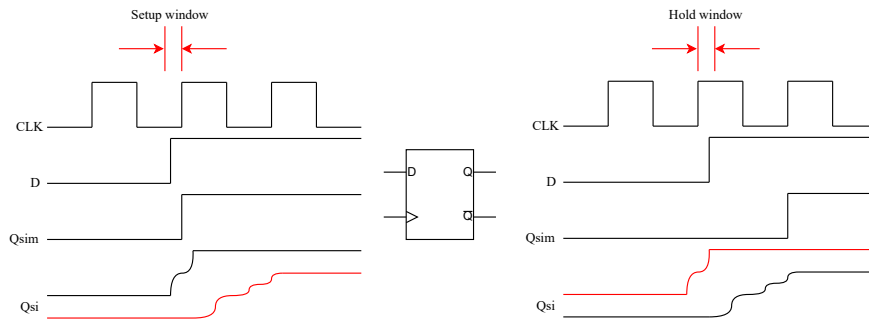 Setup window
Hold window
CLK
D
Qsim
Qsi
D
Q
Q̅
CLK
D
Qsim
Qsi